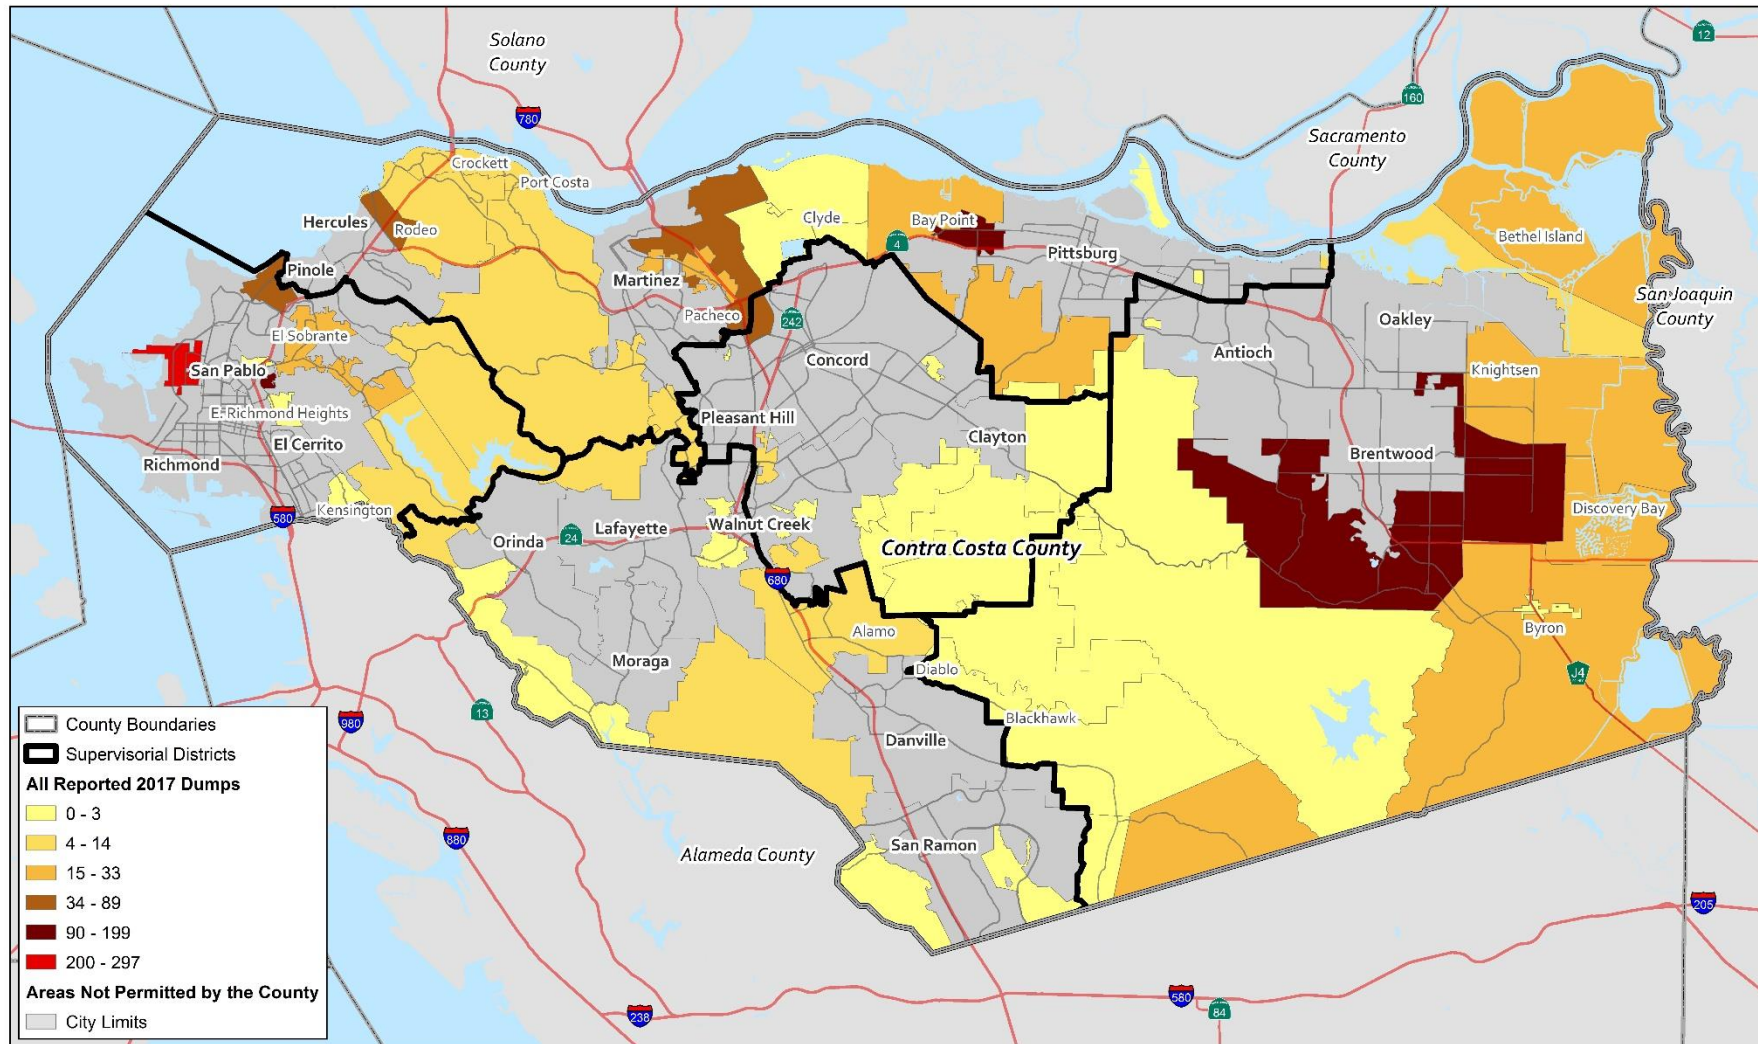 Solano
County
12
160
780
Sacramento
County
Crockett
Port Costa
Hercules
Rodeo
Clyde
Bay Point
4
Pittsburg
Bethel Island
Pinole
Martinez
San Joaquin
County
Pacheco
242
Oakley
El Sobrante
Concord
Antioch
San Pablo
Knightsen
E. Richmond Heights
Pleasant Hill
El Cerrito
Clayton
Richmond
Brentwood
Kensington
580
Discovery Bay
Lafayette
Walnut Creek
24
Orinda
Contra Costa County
680
Alamo
Byron
Moraga
Diablo
J4
13
980
Blackhawk
Danville
880
San Ramon
Alameda County
205
580
84
238
County Boundaries
Supervisorial Districts
All Reported 2017 Dumps
0 - 3
4 - 14
15 - 33
34 - 89
90 - 199
200 - 297
Areas Not Permitted by the County
City Limits